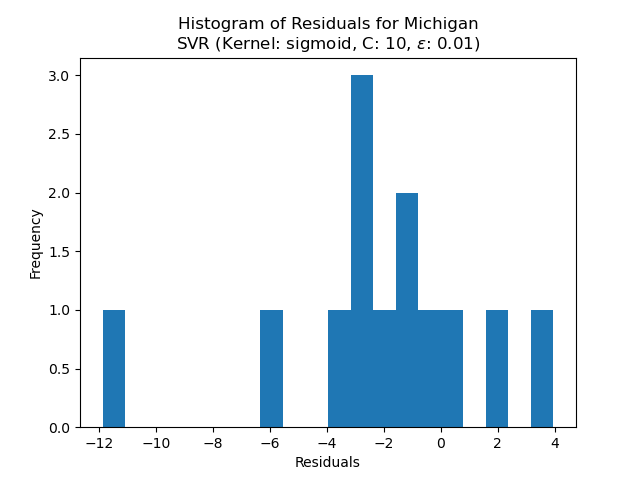 Histogram of Residuals for Michigan
SVR (Kernel: sigmoid, C: 10, ε: 0.01)
3.0
2.5
2.0
1.5
1.0
0.5
0.0
Frequency
−12 −10 −8 −6 −4 −2 0 2 4
Residuals